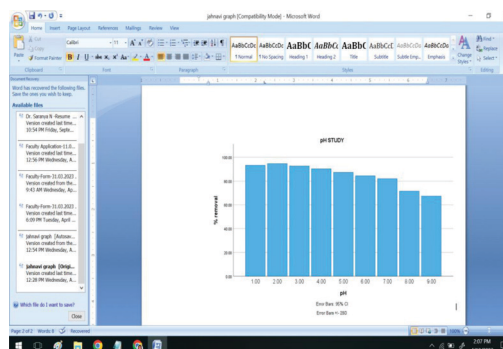 jahnavi graph [Compatibility Mode] - Microsoft Word
Home Insert Page Layout References Mailings Review View
Cut
Copy
Paste
Format Painter
Clipboard
Calibri
11
Font
Paragraph
AaBbCcDc AaBbCcDc AaBbC AaBbCc AaBbC AaBbCcI AaBbCcDc AaBbCcDc
¶ Normal ¶ No Spacing Heading 1 Heading 2 Title Subtitle Subtle Emp... Emphasis
Change Styles
Styles
Find
Replace
Select
Editing
Document Recovery
Word has recovered the following files.
Save the ones you wish to keep.
Available files
Dr. Saranya N -Resume ...
Version created last time...
10:54 PM Friday, Septe...
Faculty Application-11.0...
Version created last time...
12:56 PM Wednesday, A...
Faculty-Form-31.03.2023 ...
Version created from the...
9:43 AM Wednesday, Ap...
Faculty-Form-31.03.2023 ...
Version created last time...
6:09 PM Tuesday, April ...
jahnavi graph [Autosav...
Version created from the...
12:54 PM Wednesday, A...
jahnavi graph [Origi...
Version created last time...
12:28 PM Wednesday, A...
Which file do I want to save?
Close
pH STUDY
% removal
100.00
80.00
60.00
40.00
20.00
0.00
1.00 2.00 3.00 4.00 5.00 6.00 7.00 8.00 9.00
pH
Error Bars: 95% CI
Page: 2 of 2 Words: 8 Recovered
2:07 PM